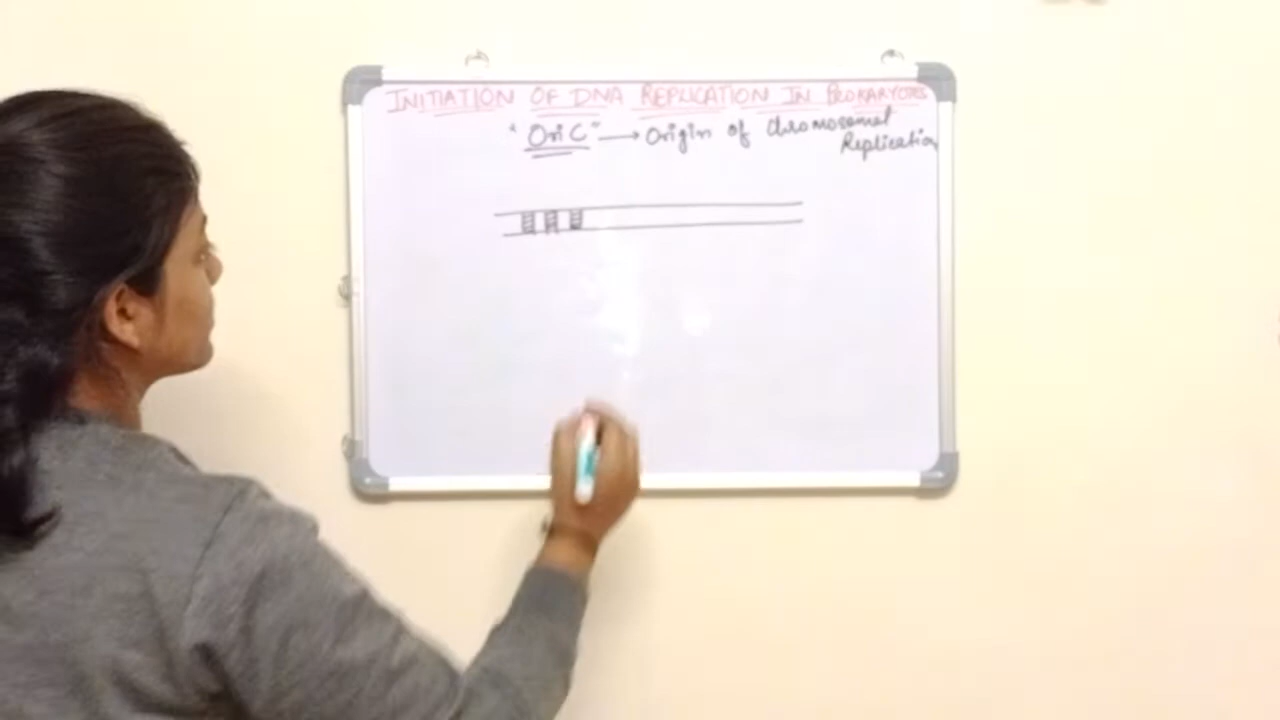 INITIATION OF DNA REPLICATION IN PROKARYOTES
"Ori C" → Origin of Chromosomal
Replication